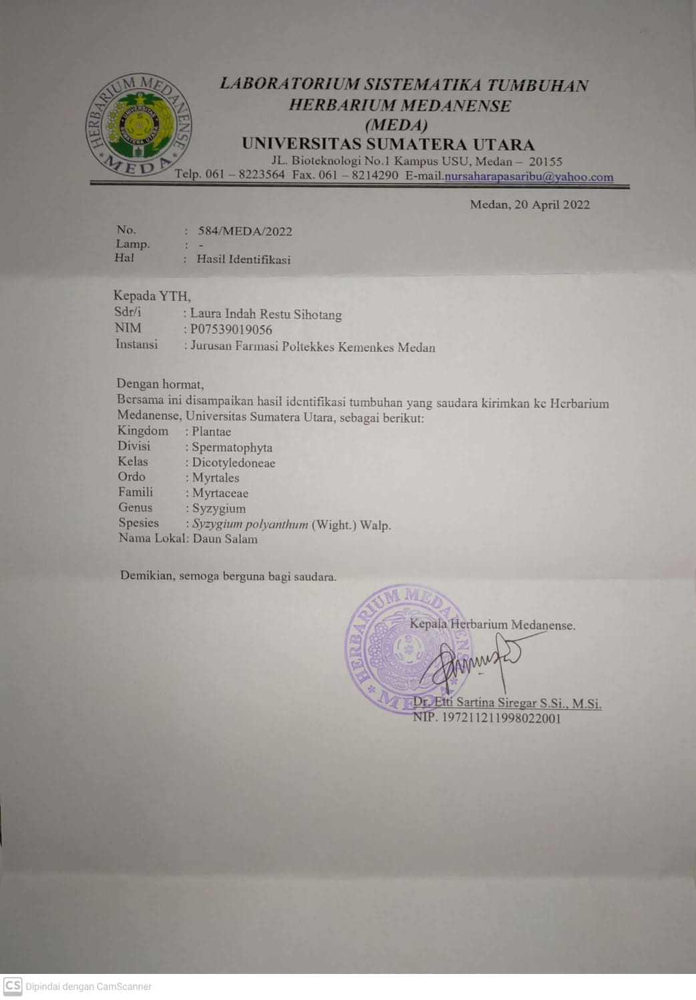 HERBARIUM MEDANENSE
* MEDA *
UNIVERSITAS
SUMATERA UTARA
LABORATORIUM SISTEMATIKA TUMBUHAN
HERBARIUM MEDANENSE
(MEDA)
UNIVERSITAS SUMATERA UTARA
JL. Bioteknologi No.1 Kampus USU, Medan – 20155
Telp. 061 – 8223564 Fax. 061 – 8214290 E-mail.nursaharapasaribu@yahoo.com
Medan, 20 April 2022
No. : 584/MEDA/2022
Lamp. : -
Hal : Hasil Identifikasi
Kepada YTH,
Sdr/i : Laura Indah Restu Sihotang
NIM : P07539019056
Instansi : Jurusan Farmasi Poltekkes Kemenkes Medan
Dengan hormat,
Bersama ini disampaikan hasil identifikasi tumbuhan yang saudara kirimkan ke Herbarium
Medanense, Universitas Sumatera Utara, sebagai berikut:
Kingdom : Plantae
Divisi : Spermatophyta
Kelas : Dicotyledoneae
Ordo : Myrtales
Famili : Myrtaceae
Genus : Syzygium
Spesies : Syzygium polyanthum (Wight.) Walp.
Nama Lokal: Daun Salam
Demikian, semoga berguna bagi saudara.
HERBARIUM MEDANENSE
* MEDA *
Kepala Herbarium Medanense.
Dr. Etti Sartina Siregar S.Si., M.Si.
NIP. 197211211998022001
CS Dipindai dengan CamScanner